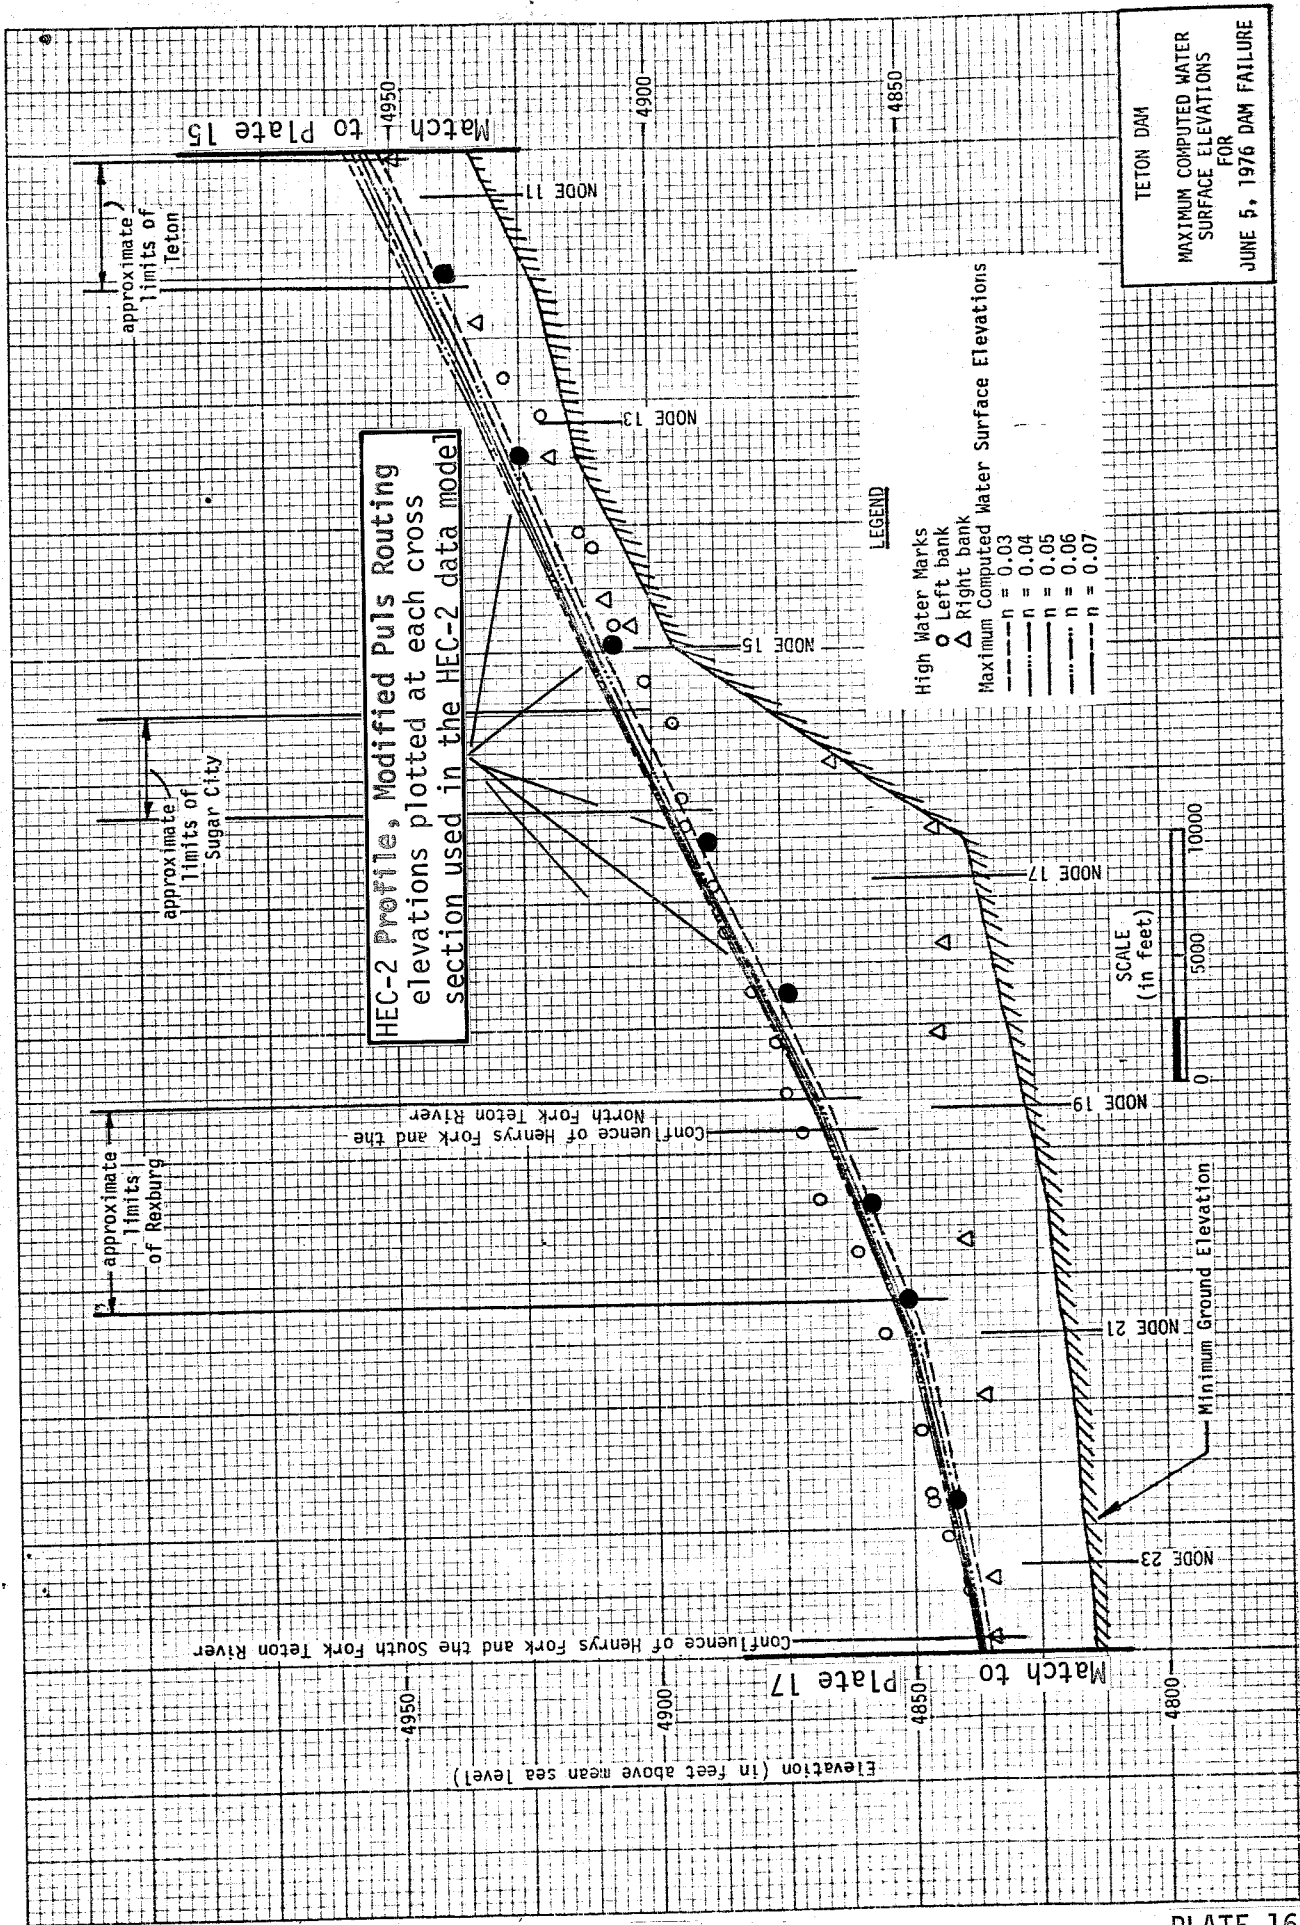 TETON DAM
MAXIMUM COMPUTED WATER
SURFACE ELEVATIONS
FOR
JUNE 5, 1976 DAM FAILURE
Match to Plate 15
4950
4900
4850
approximate
limits of
Teton
approximate
limits of
Sugar City
approximate
limits
of Rexburg
HEC-2 Profile, Modified Puls Routing
elevations plotted at each cross
section used in the HEC-2 data model
NODE 11
NODE 13
NODE 15
NODE 17
NODE 19
NODE 21
NODE 23
LEGEND
High Water Marks
Left bank
Right bank
Maximum Computed Water Surface Elevations
n = 0.03
n = 0.04
n = 0.05
n = 0.06
n = 0.07
SCALE
(in feet)
0 5000 10000
Confluence of Henrys Fork and the
North Fork Teton River
Minimum Ground Elevation
Confluence of Henrys Fork and the South Fork Teton River
Match to
Plate 17
4950
4900
4850
4800
Elevation (in feet above mean sea level)
PLATE 16